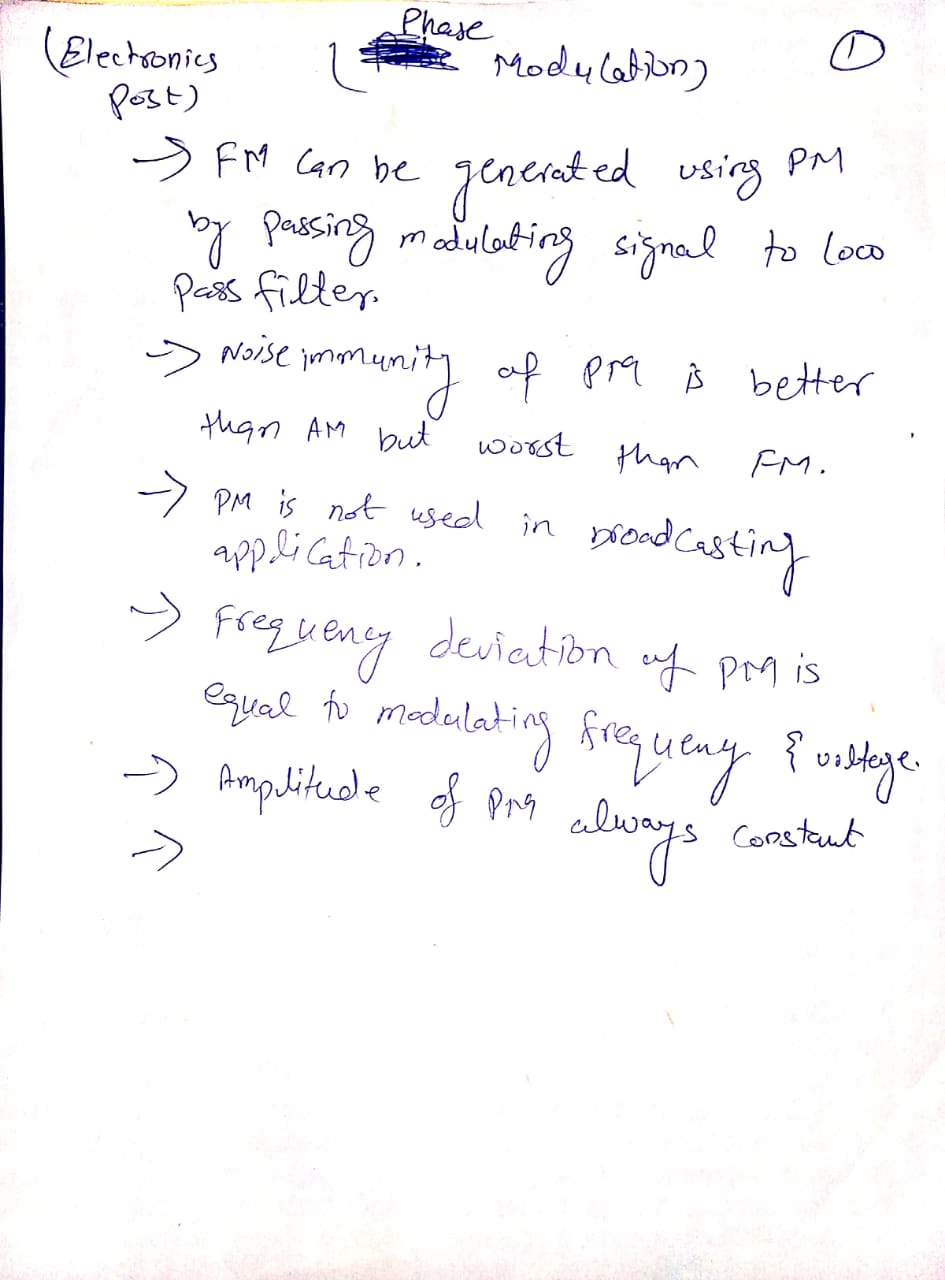 (Electronics
Post)
Phase
( Modulation)
1
→ FM can be generated using PM
by passing modulating signal to low
pass filter.
→ Noise immunity of PM is better
than AM but worst than FM.
→ PM is not used in broadcasting
application.
→ Frequency deviation of PM is
equal to modulating frequency & voltage.
→ Amplitude of PM always constant
→